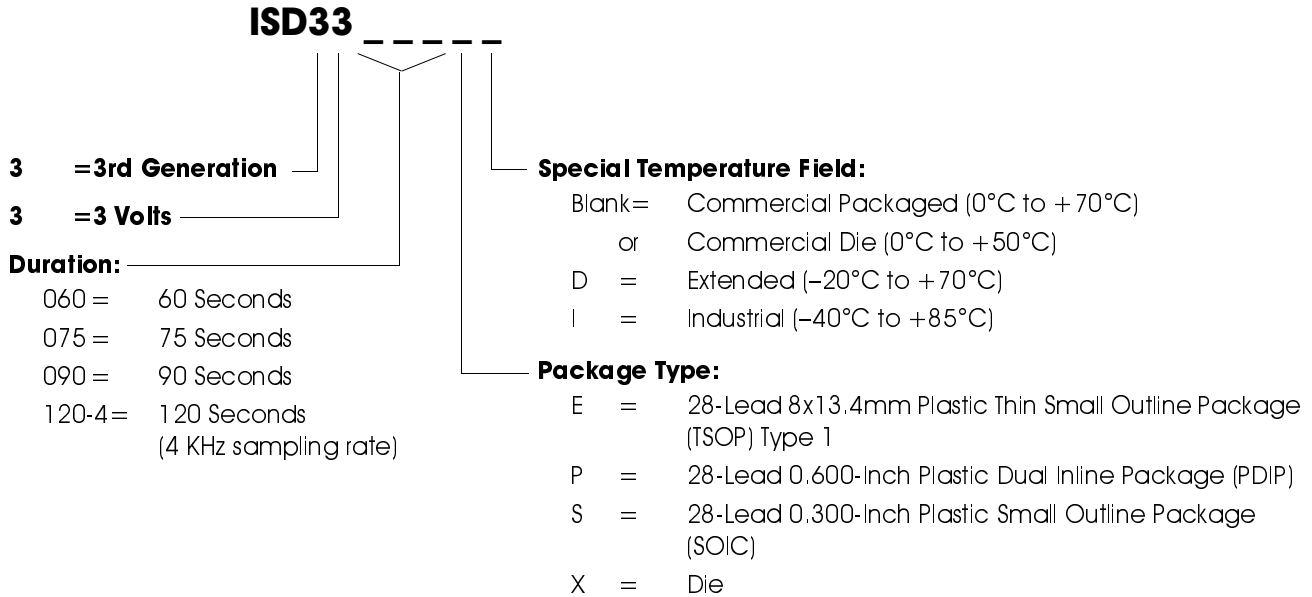 ISD33 _ _ _ _ _
3 =3rd Generation
3 =3 Volts
Duration:
060 = 60 Seconds
075 = 75 Seconds
090 = 90 Seconds
120-4= 120 Seconds
(4 KHz sampling rate)
Special Temperature Field:
Blank= Commercial Packaged (0°C to +70°C)
or Commercial Die (0°C to +50°C)
D = Extended (–20°C to +70°C)
I = Industrial (–40°C to +85°C)
Package Type:
E = 28-Lead 8x13.4mm Plastic Thin Small Outline Package
(TSOP) Type 1
P = 28-Lead 0.600-Inch Plastic Dual Inline Package (PDIP)
S = 28-Lead 0.300-Inch Plastic Small Outline Package
(SOIC)
X = Die